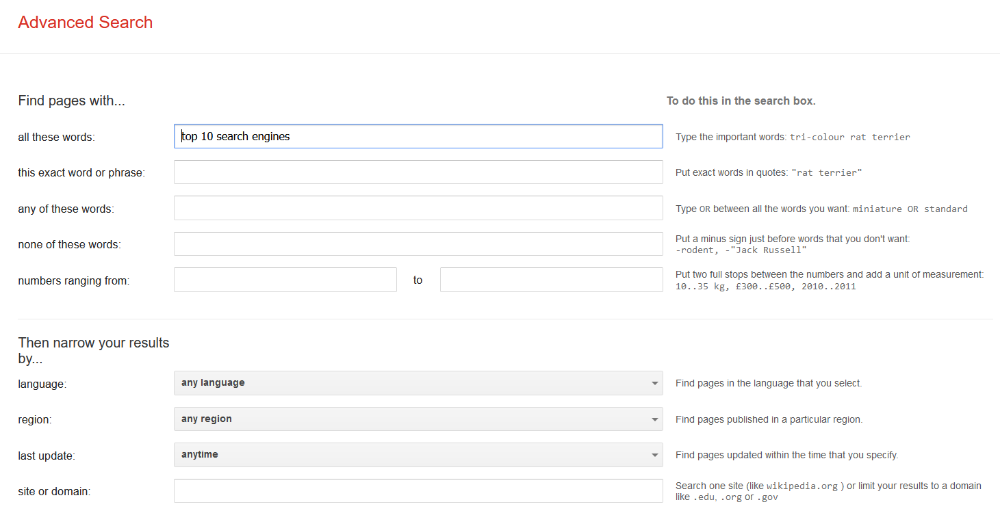 Advanced Search
Find pages with...
To do this in the search box.
all these words:
top 10 search engines
Type the important words: tri-colour rat terrier
this exact word or phrase:
Put exact words in quotes: "rat terrier"
any of these words:
Type OR between all the words you want: miniature OR standard
none of these words:
Put a minus sign just before words that you don't want:
-rodent, -"Jack Russell"
numbers ranging from:
to
Put two full stops between the numbers and add a unit of measurement:
10..35 kg, £300..£500, 2010..2011
Then narrow your results
by...
language:
any language
Find pages in the language that you select.
region:
any region
Find pages published in a particular region.
last update:
anytime
Find pages updated within the time that you specify.
site or domain:
Search one site (like wikipedia.org ) or limit your results to a domain
like .edu, .org or .gov